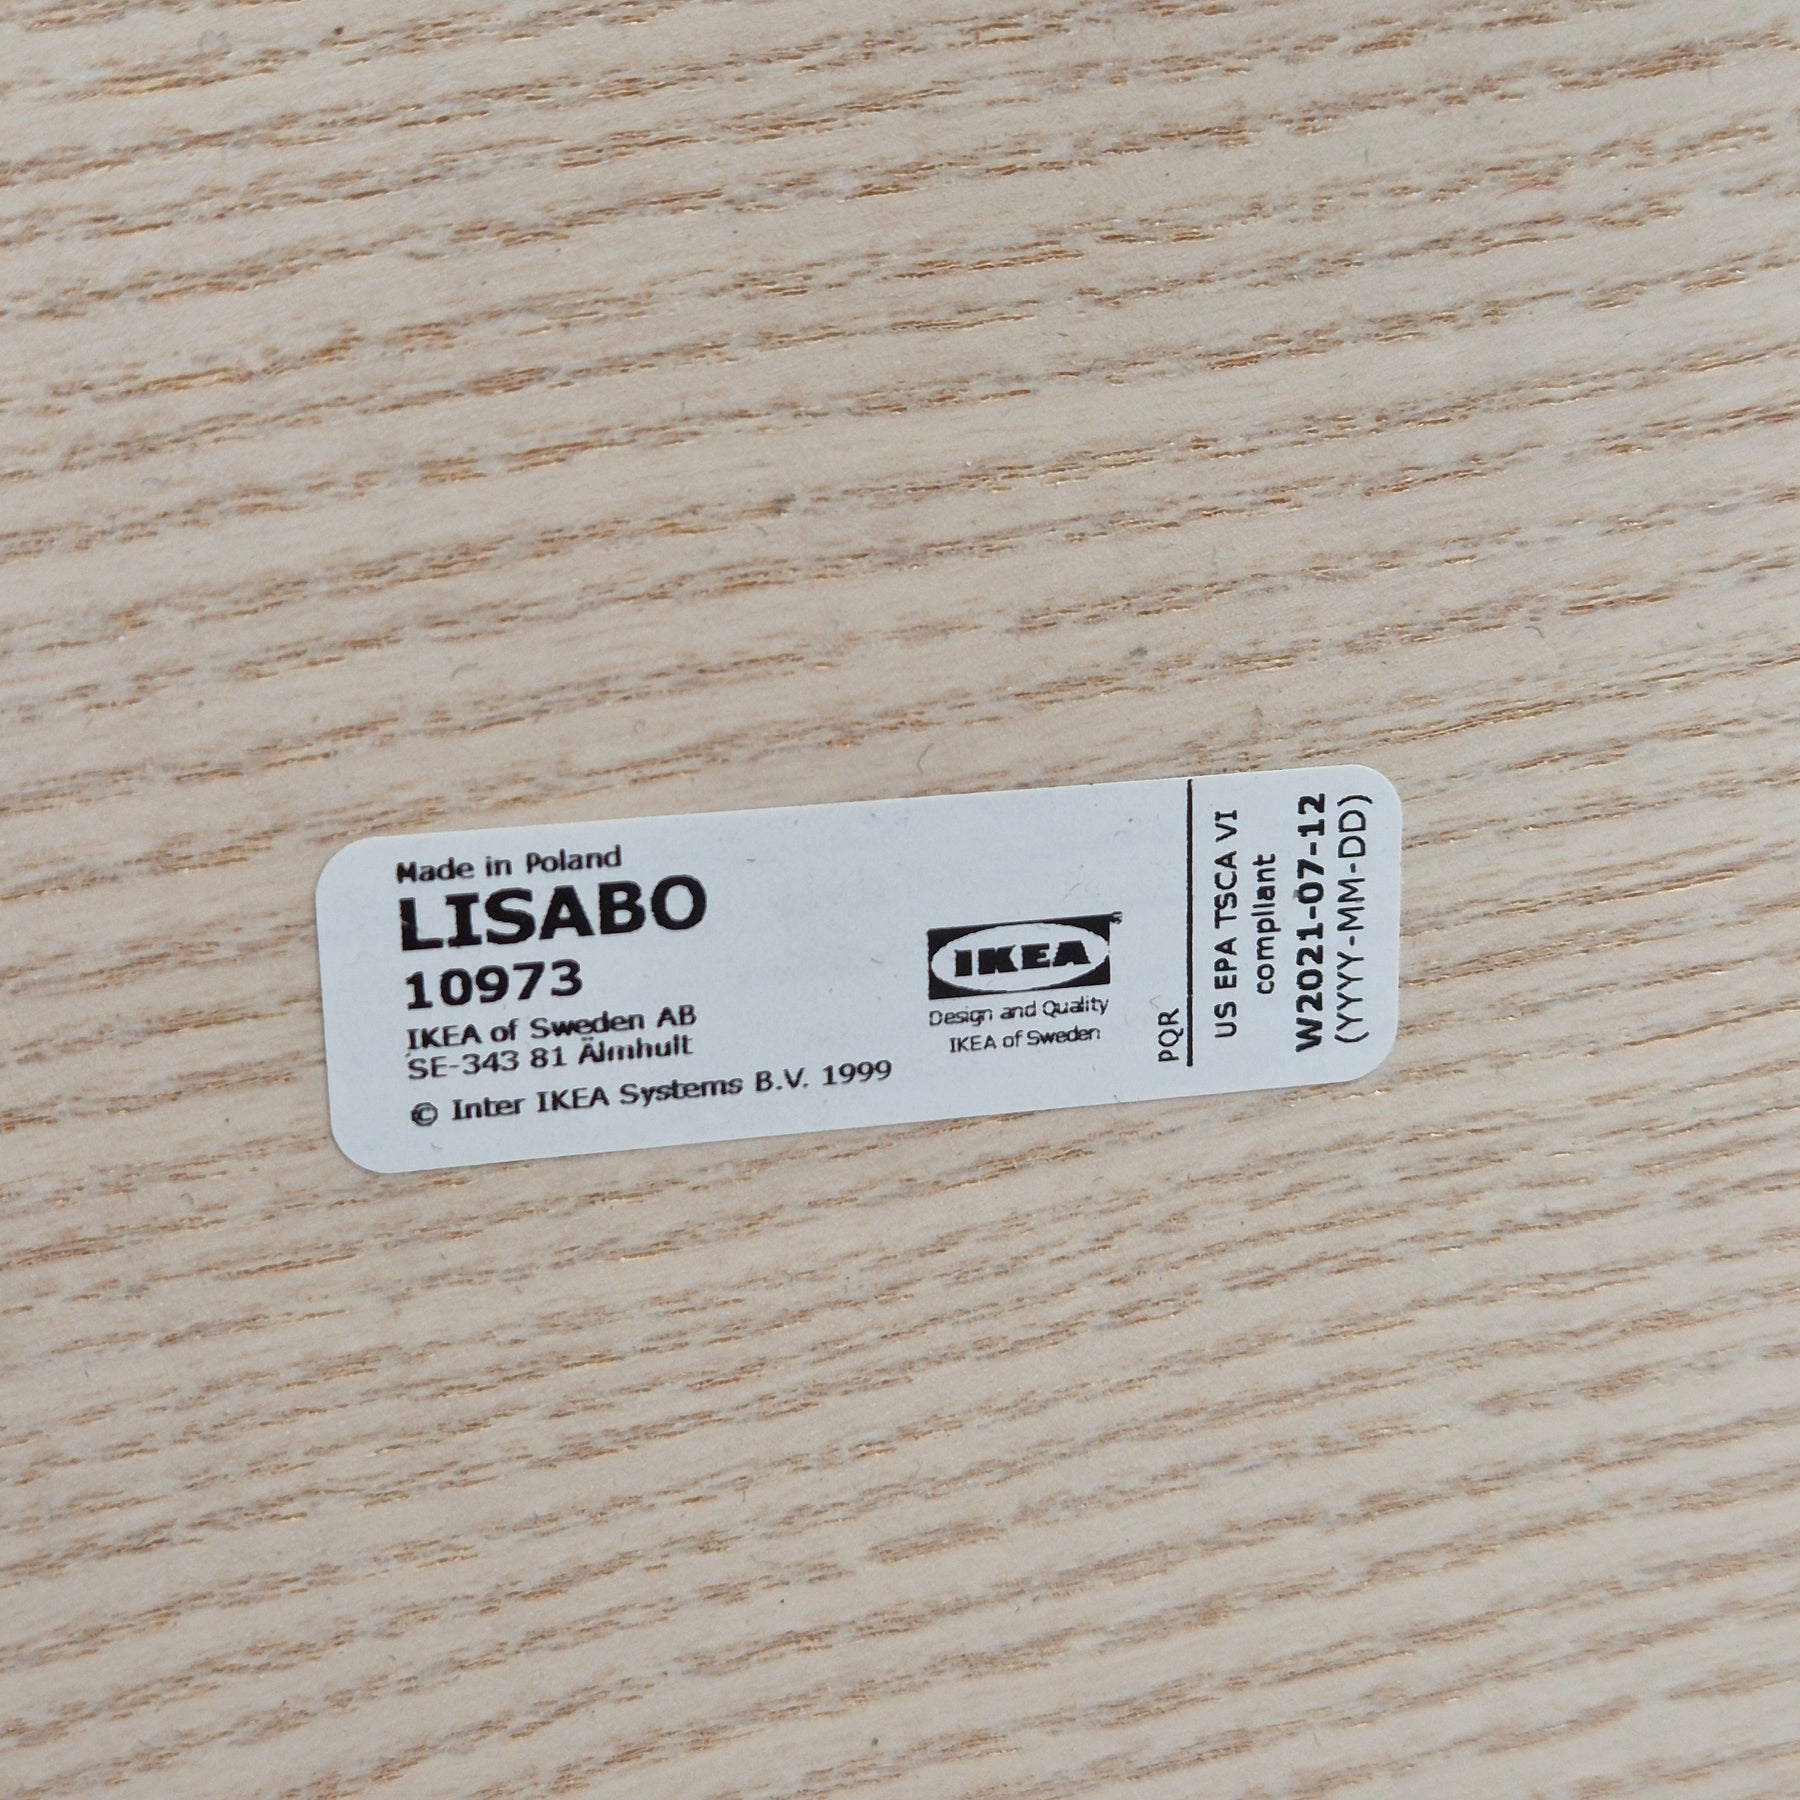 Made in Poland
LISABO
10973
IKEA of Sweden AB
SE-343 81 Älmhult
© Inter IKEA Systems B.V. 1999
IKEA
Design and Quality
IKEA of Sweden
PQR
US EPA TSCA VI
compliant
W2021-07-12
(YYYY-MM-DD)